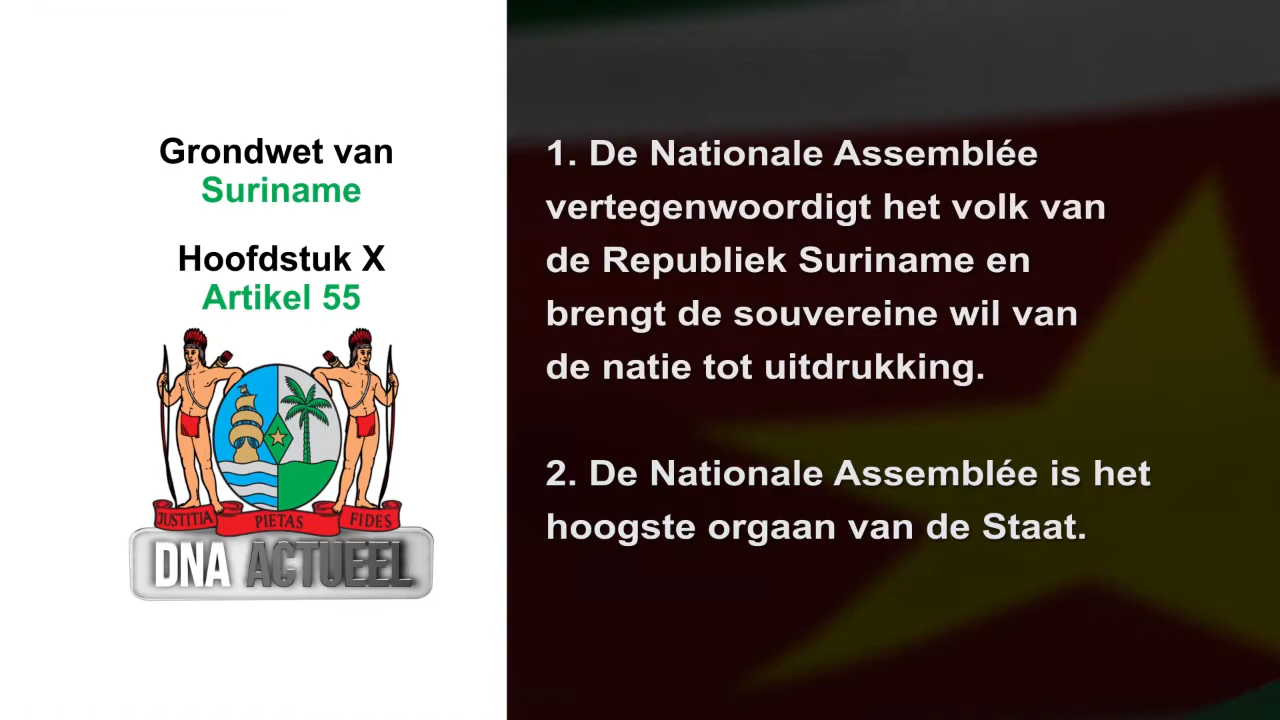 Grondwet van
Suriname
Hoofdstuk X
Artikel 55
JUSTITIA PIETAS FIDES
DNA ACTUEEL
1. De Nationale Assemblée
vertegenwoordigt het volk van
de Republiek Suriname en
brengt de souvereine wil van
de natie tot uitdrukking.
2. De Nationale Assemblée is het
hoogste orgaan van de Staat.